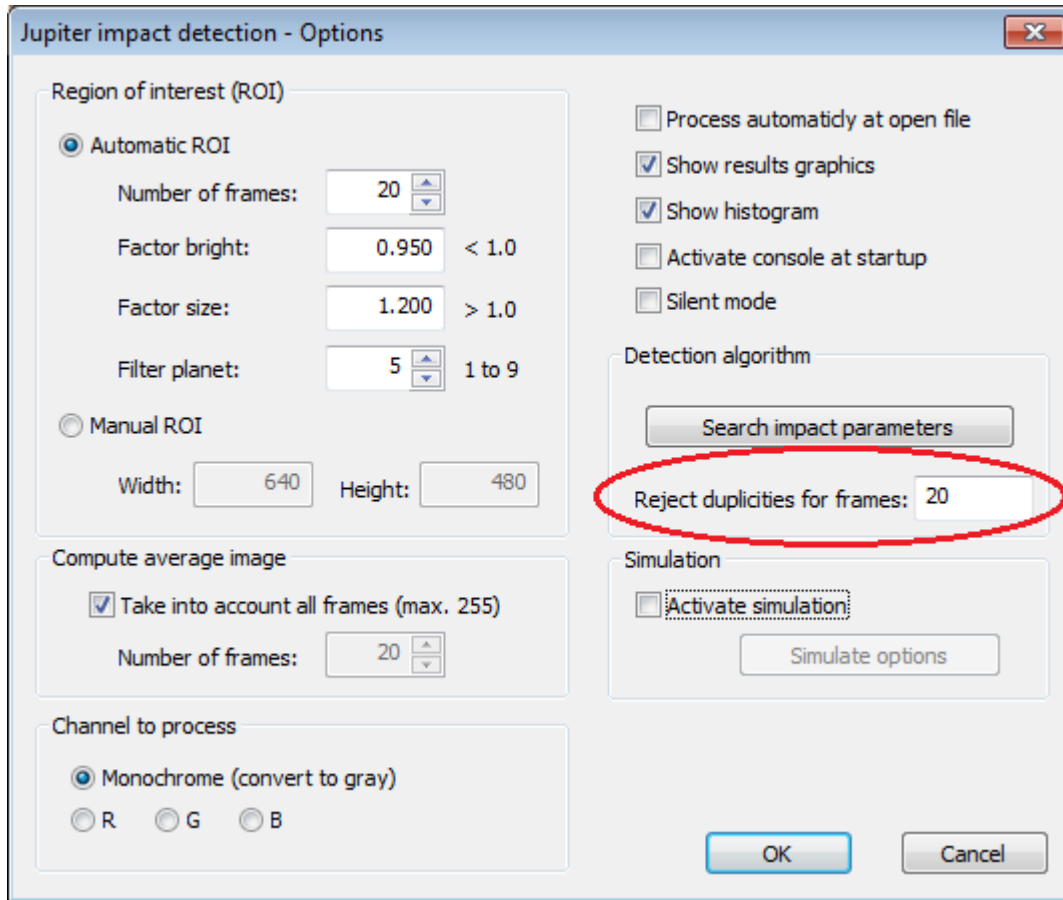 Jupiter impact detection - Options
Region of interest (ROI)
Automatic ROI
Number of frames: 20
Factor bright: 0.950 < 1.0
Factor size: 1.200 > 1.0
Filter planet: 5 1 to 9
Manual ROI
Width: 640 Height: 480
Compute average image
Take into account all frames (max. 255)
Number of frames: 20
Channel to process
Monochrome (convert to gray)
R G B
Process automaticly at open file
Show results graphics
Show histogram
Activate console at startup
Silent mode
Detection algorithm
Search impact parameters
Reject duplicities for frames: 20
Simulation
Activate simulation
Simulate options
OK Cancel